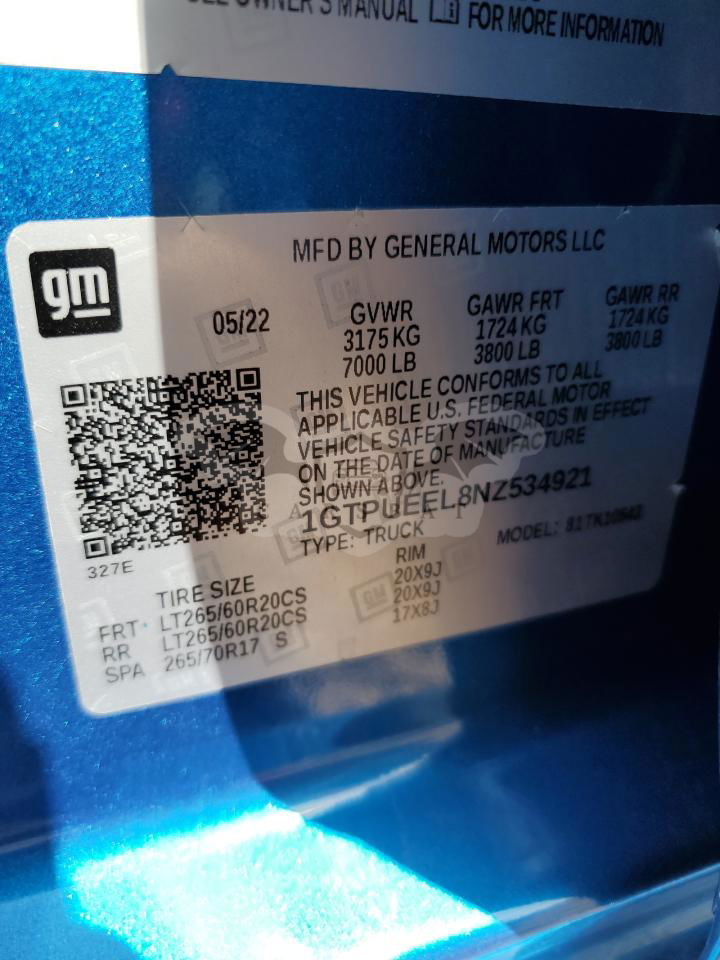 SEE OWNER'S MANUAL FOR MORE INFORMATION
gm
MFD BY GENERAL MOTORS LLC
05/22
GVWR
3175 KG
7000 LB
GAWR FRT
1724 KG
3800 LB
GAWR RR
1724 KG
3800 LB
THIS VEHICLE CONFORMS TO ALL
APPLICABLE U.S. FEDERAL MOTOR
VEHICLE SAFETY STANDARDS IN EFFECT
ON THE DATE OF MANUFACTURE
SHOWN ABOVE.
1GTPUEEL8NZ534921
TYPE: TRUCK
MODEL:
327E
TIRE SIZE RIM
FRT LT265/60R20CS 20X9J
RR LT265/60R20CS 20X9J
SPA 265/70R17 S 17X8J